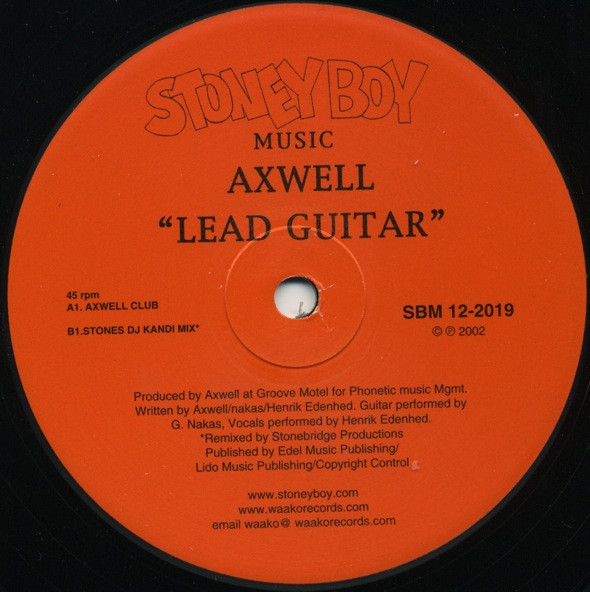 STONEYBOY
MUSIC
AXWELL
“LEAD GUITAR”
45 rpm
A1. AXWELL CLUB
B1.STONES DJ KANDI MIX*
SBM 12-2019
© ℗ 2002
Produced by Axwell at Groove Motel for Phonetic music Mgmt.
Written by Axwell/nakas/Henrik Edenhed. Guitar performed by
G. Nakas, Vocals performed by Henrik Edenhed.
*Remixed by Stonebridge Productions
Published by Edel Music Publishing/
Lido Music Publishing/Copyright Control
www.stoneyboy.com
www.waakorecords.com
email waako@ waakorecords.com